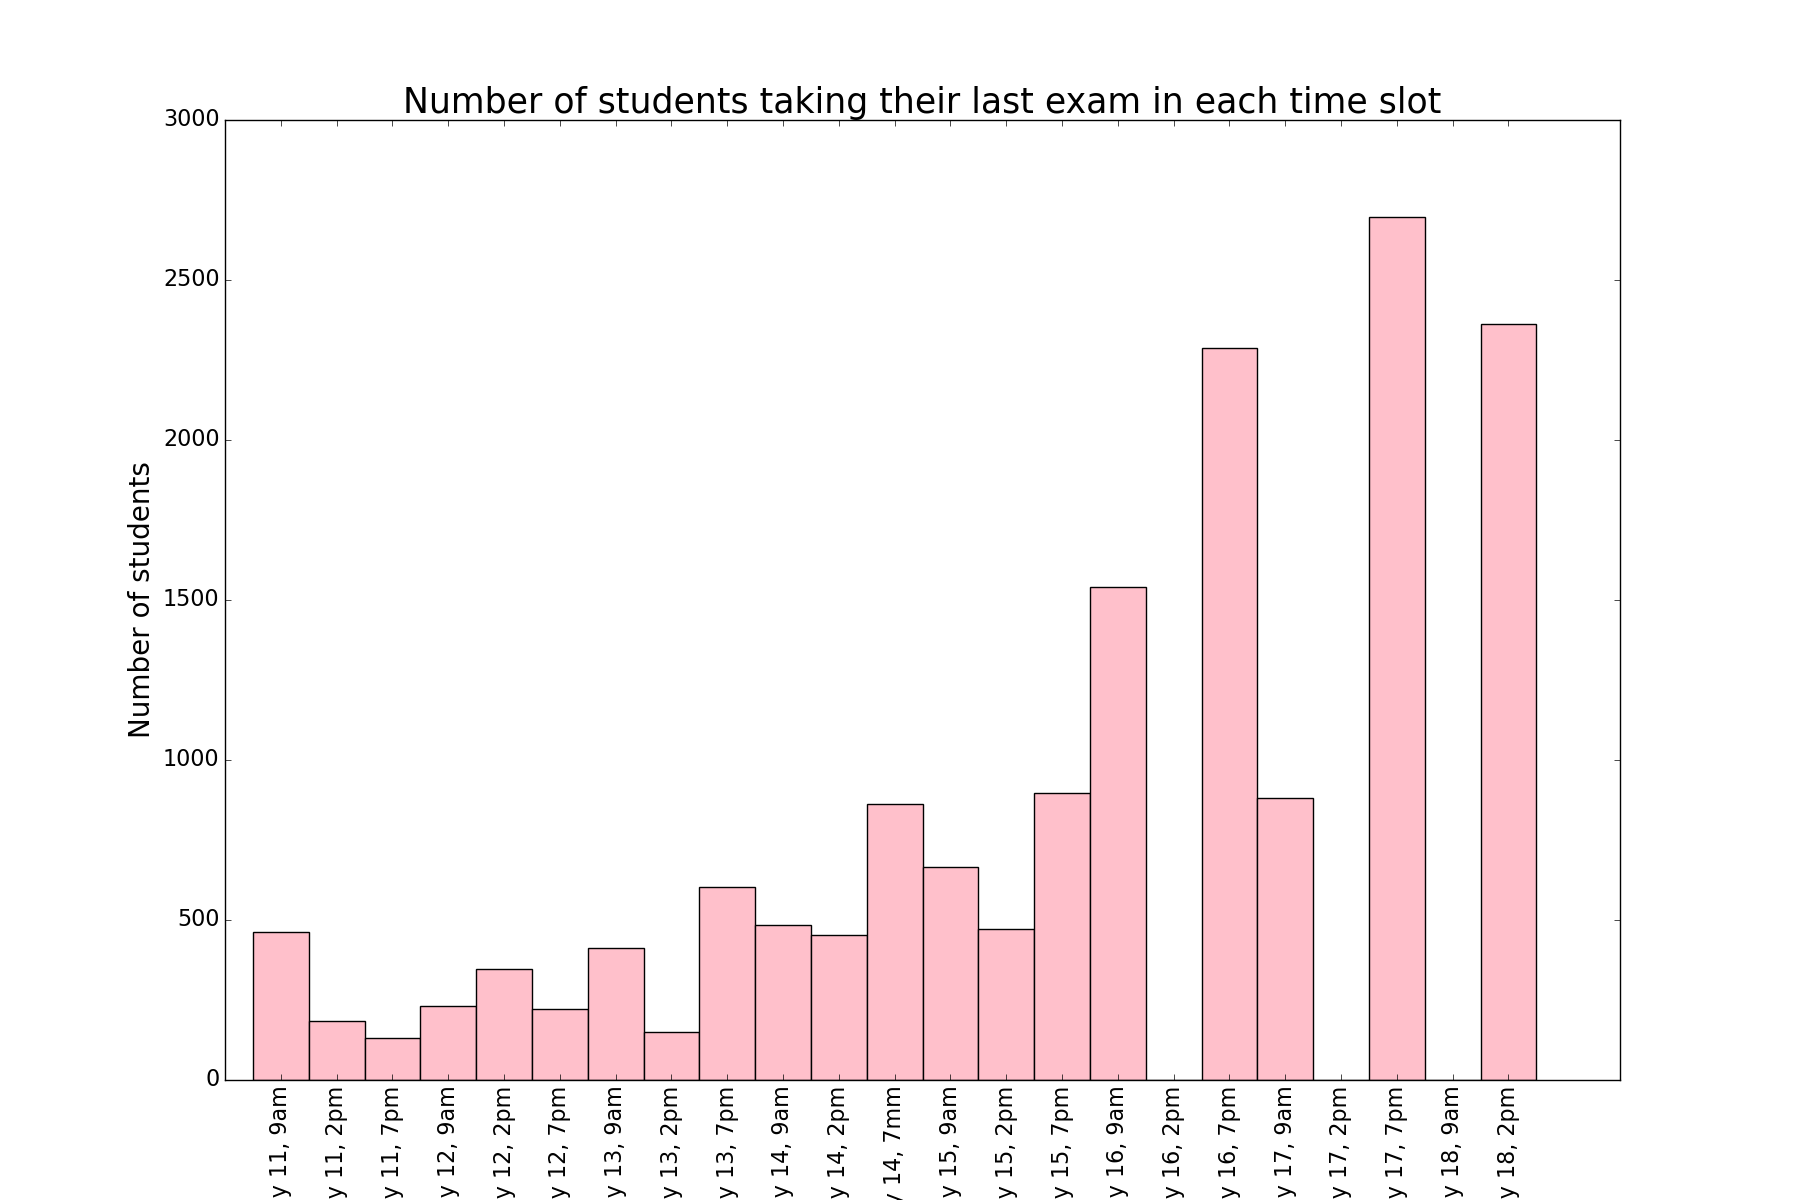 Number of students taking their last exam in each time slot
3000
2500
2000
1500
1000
500
0
Number of students
y 11, 9am
y 11, 2pm
y 11, 7pm
y 12, 9am
y 12, 2pm
y 12, 7pm
y 13, 9am
y 13, 2pm
y 13, 7pm
y 14, 9am
y 14, 2pm
y 14, 7mm
y 15, 9am
y 15, 2pm
y 15, 7pm
y 16, 9am
y 16, 2pm
y 16, 7pm
y 17, 9am
y 17, 2pm
y 17, 7pm
y 18, 9am
y 18, 2pm